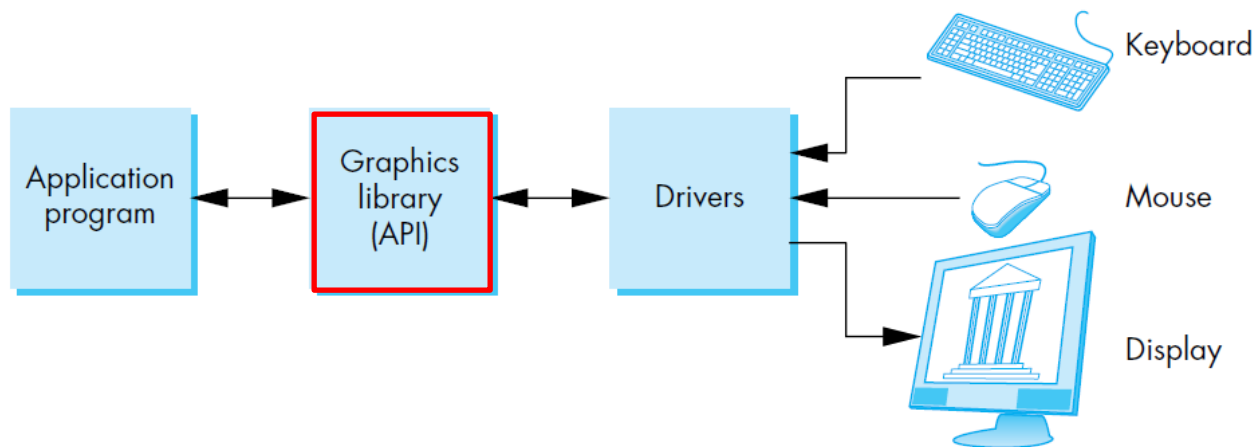 Application
program
Graphics
library
(API)
Drivers
Keyboard
Mouse
Display